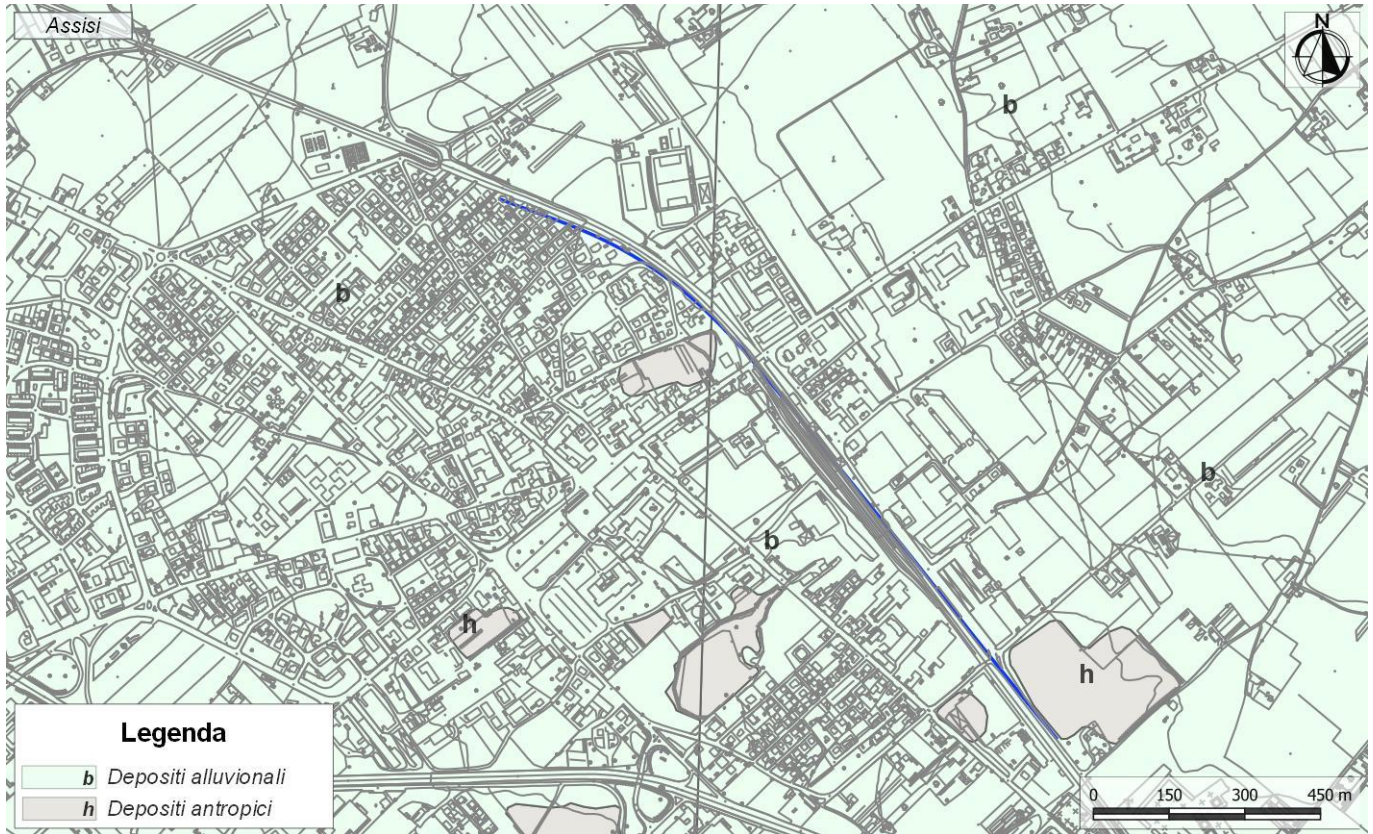 Assisi
N
b
b
b
b
h
h
Legenda
b Depositi alluvionali
h Depositi antropici
0 150 300 450 m